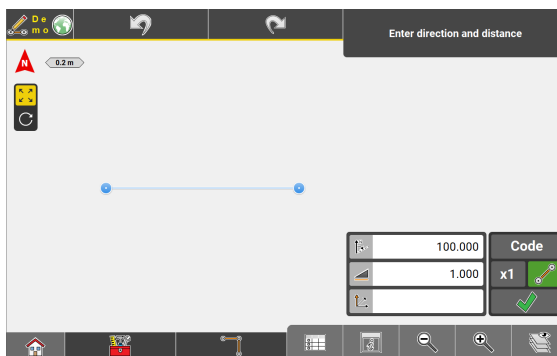 De
mo
Enter direction and distance
N
0.2 m
100.000
Code
1.000
x1